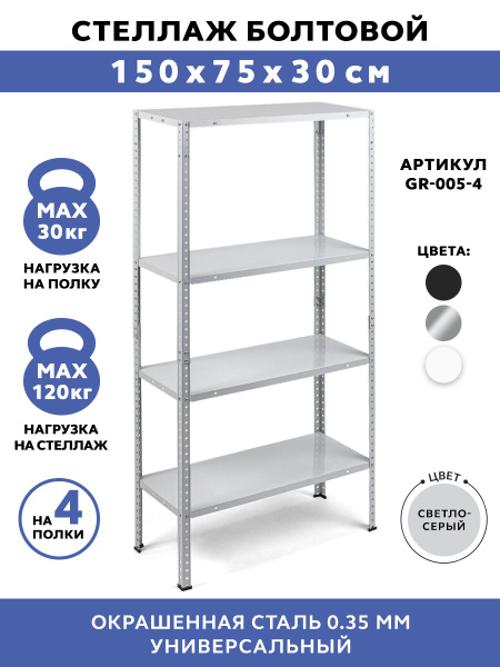 СТЕЛЛАЖ БОЛТОВОЙ
150x75x30 см
MAX
30кг
НАГРУЗКА
НА ПОЛКУ
MAX
120кг
НАГРУЗКА
НА СТЕЛЛАЖ
НА 4
ПОЛКИ
АРТИКУЛ
GR-005-4
ЦВЕТА:
ЦВЕТ
СВЕТЛО-
СЕРЫЙ
ОКРАШЕННАЯ СТАЛЬ 0.35 ММ
УНИВЕРСАЛЬНЫЙ